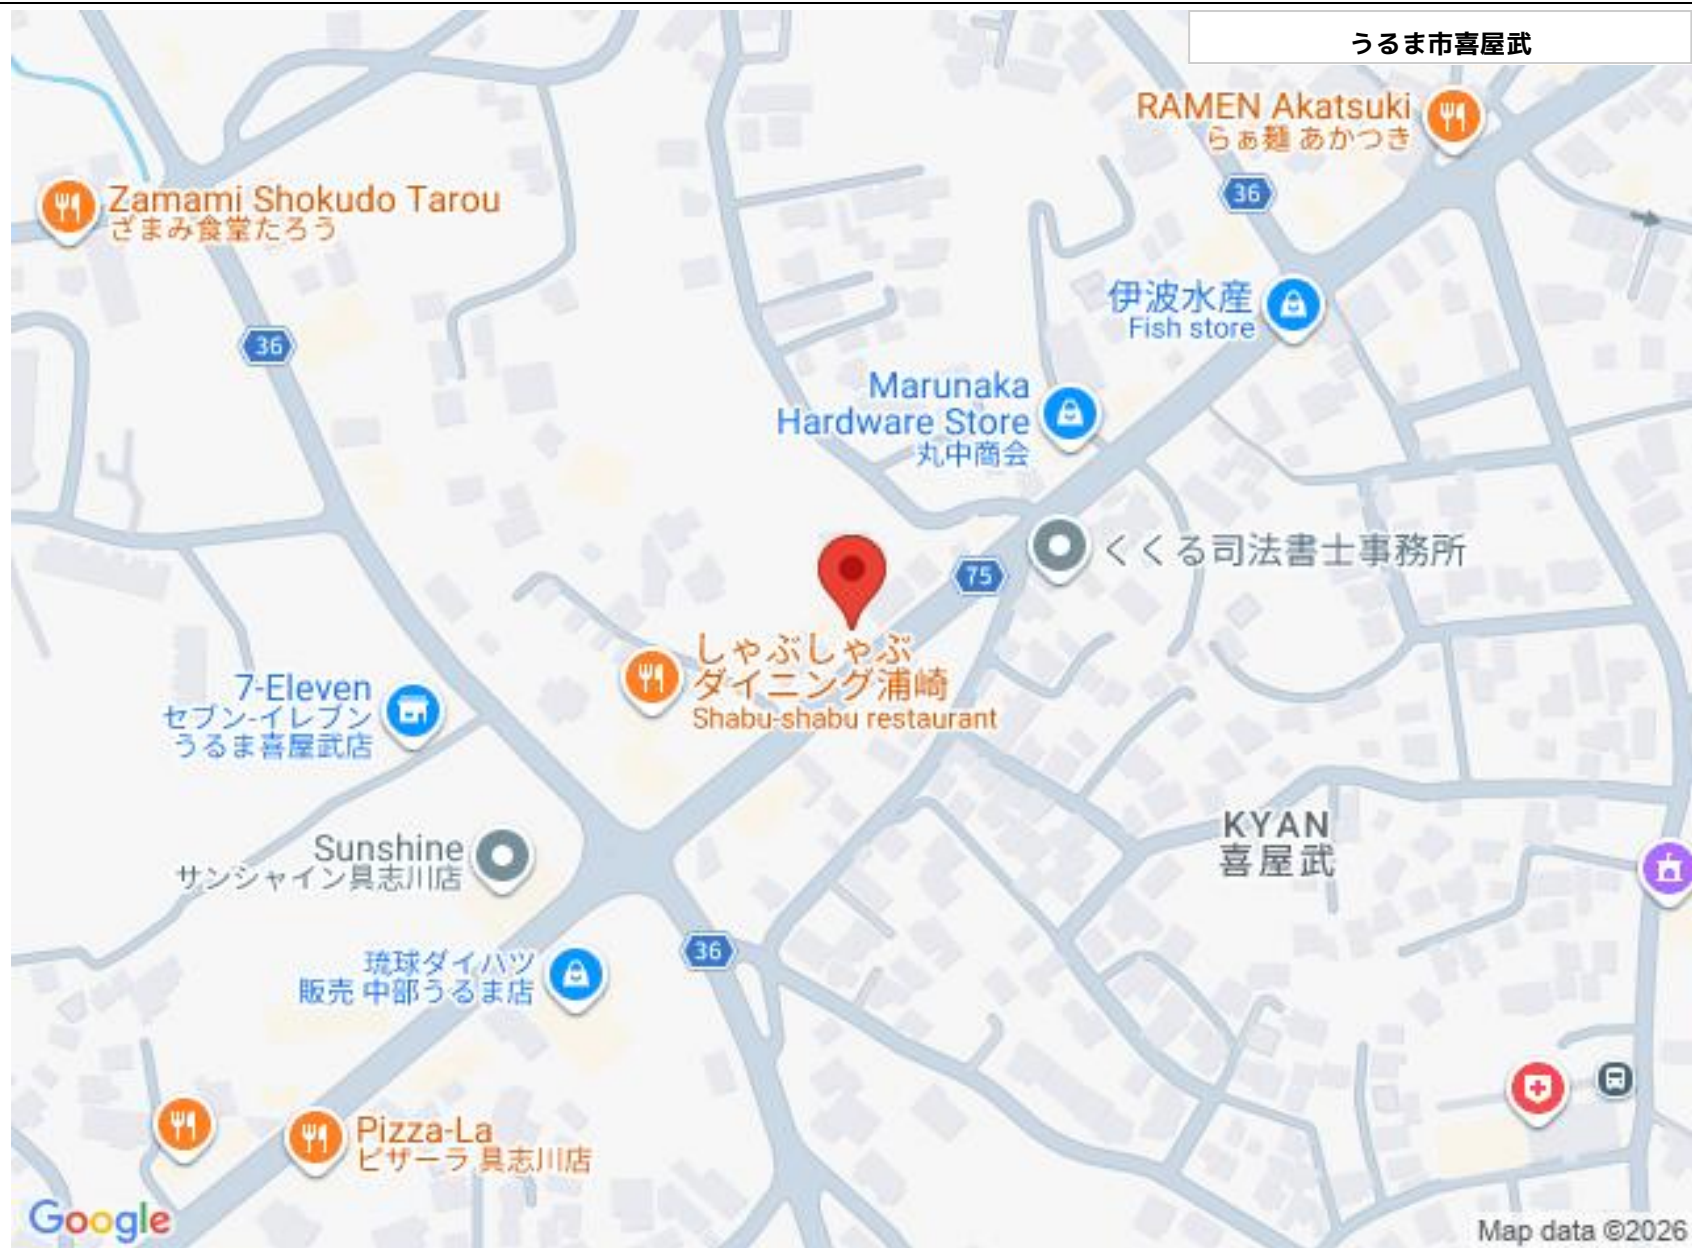 うるま市喜屋武
RAMEN Akatsuki
らぁ麺 あかつき
36
Zamami Shokudo Tarou
ざまみ食堂たろう
伊波水産
Fish store
36
Marunaka
Hardware Store
丸中商会
くくる司法書士事務所
75
しゃぶしゃぶ
ダイニング浦崎
Shabu-shabu restaurant
7-Eleven
セブン-イレブン
うるま喜屋武店
KYAN
喜屋武
Sunshine
サンシャイン具志川店
36
琉球ダイハツ
販売 中部うるま店
Pizza-La
ピザーラ 具志川店
Google
Map data ©2026